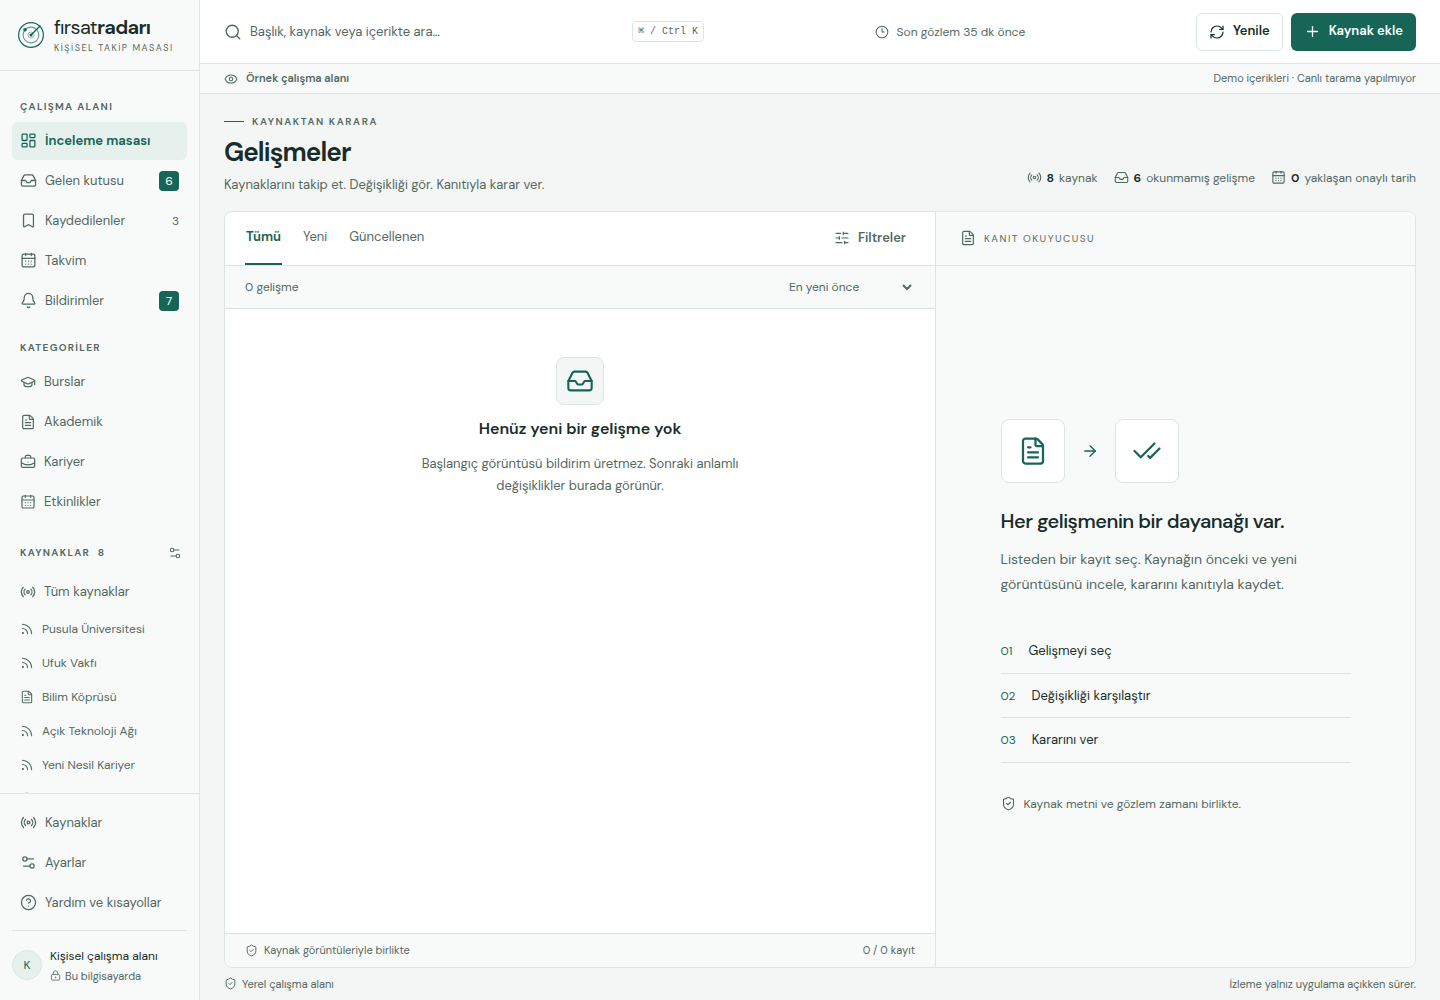 fırsatradarı
KİŞİSEL TAKİP MASASI
Başlık, kaynak veya içerikte ara…
⌘ / Ctrl K
Son gözlem 35 dk önce
Yenile
Kaynak ekle
Örnek çalışma alanı
Demo içerikleri · Canlı tarama yapılmıyor
ÇALIŞMA ALANI
İnceleme masası
Gelen kutusu 6
Kaydedilenler 3
Takvim
Bildirimler 7
KATEGORİLER
Burslar
Akademik
Kariyer
Etkinlikler
KAYNAKLAR 8
Tüm kaynaklar
Pusula Üniversitesi
Ufuk Vakfı
Bilim Köprüsü
Açık Teknoloji Ağı
Yeni Nesil Kariyer
Kaynaklar
Ayarlar
Yardım ve kısayollar
K
Kişisel çalışma alanı
Bu bilgisayarda
KAYNAKTAN KARARA
Gelişmeler
Kaynaklarını takip et. Değişikliği gör. Kanıtıyla karar ver.
8 kaynak 6 okunmamış gelişme 0 yaklaşan onaylı tarih
Tümü Yeni Güncellenen Filtreler
0 gelişme En yeni önce
Henüz yeni bir gelişme yok
Başlangıç görüntüsü bildirim üretmez. Sonraki anlamlı
değişiklikler burada görünür.
Kaynak görüntüleriyle birlikte 0 / 0 kayıt
KANIT OKUYUCUSU
Her gelişmenin bir dayanağı var.
Listeden bir kayıt seç. Kaynağın önceki ve yeni
görüntüsünü incele, kararını kanıtıyla kaydet.
01 Gelişmeyi seç
02 Değişikliği karşılaştır
03 Kararını ver
Kaynak metni ve gözlem zamanı birlikte.
Yerel çalışma alanı
İzleme yalnız uygulama açıkken sürer.